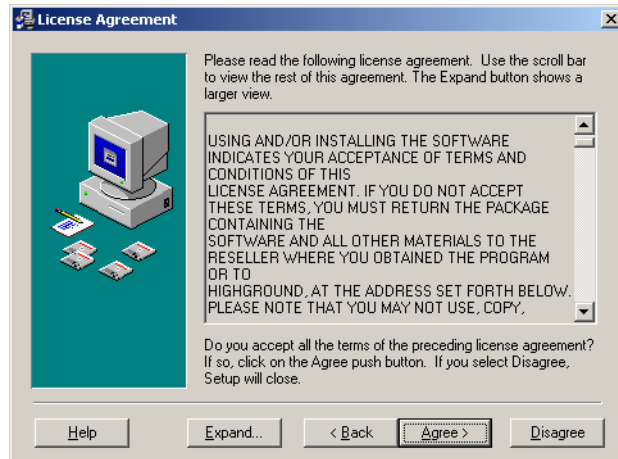 License Agreement
Please read the following license agreement. Use the scroll bar
to view the rest of this agreement. The Expand button shows a
larger view.
USING AND/OR INSTALLING THE SOFTWARE
INDICATES YOUR ACCEPTANCE OF TERMS AND
CONDITIONS OF THIS
LICENSE AGREEMENT. IF YOU DO NOT ACCEPT
THESE TERMS, YOU MUST RETURN THE PACKAGE
CONTAINING THE
SOFTWARE AND ALL OTHER MATERIALS TO THE
RESELLER WHERE YOU OBTAINED THE PROGRAM
OR TO
HIGHGROUND, AT THE ADDRESS SET FORTH BELOW.
PLEASE NOTE THAT YOU MAY NOT USE, COPY,
Do you accept all the terms of the preceding license agreement?
If so, click on the Agree push button. If you select Disagree,
Setup will close.
Help
Expand...
< Back
Agree >
Disagree